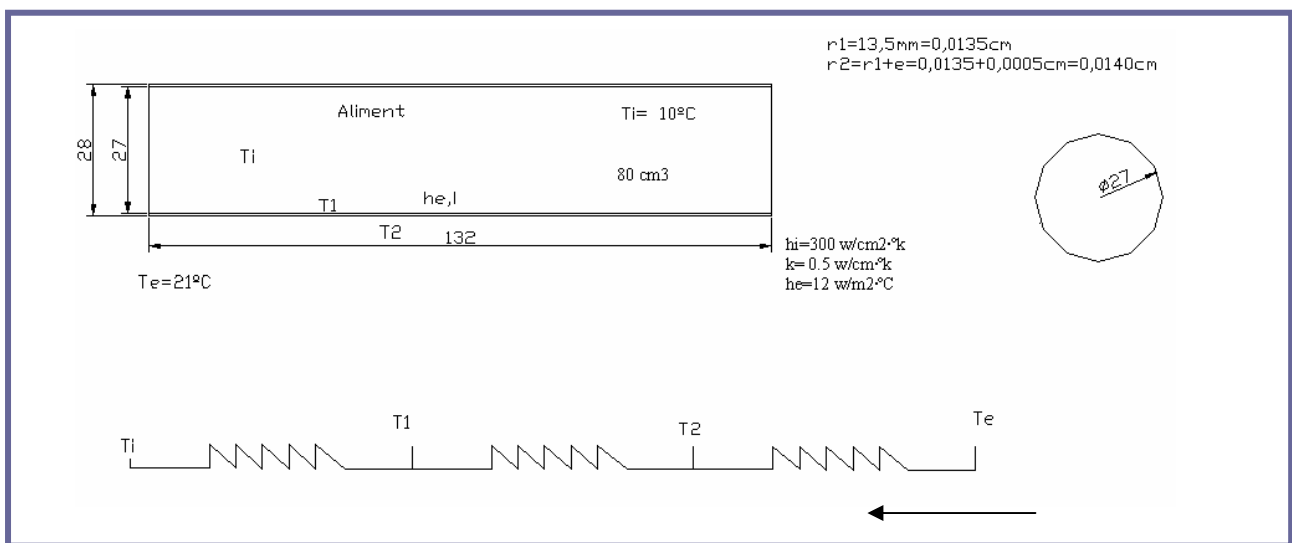 r1=13,5mm=0,0135cm
r2=r1+e=0,0135+0,0005cm=0,0140cm
Aliment
Ti= 10ºC
28
27
Ti
80 cm3
ø27
T1
he,l
T2
132
hi=300 w/cm2·ºk
k= 0.5 w/cm·ºk
he=12 w/m2·ºC
Te=21ºC
Ti
T1
T2
Te